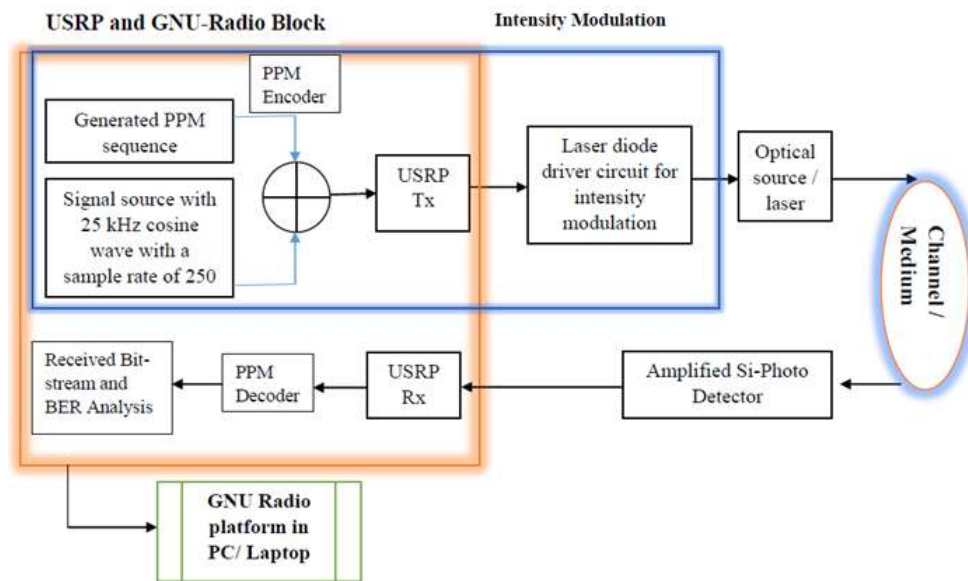 USRP and GNU-Radio Block
Intensity Modulation
PPM
Encoder
Generated PPM
sequence
Signal source with
25 kHz cosine
wave with a
sample rate of 250
USRP
Tx
Laser diode
driver circuit for
intensity
modulation
Optical
source /
laser
Channel /
Medium
Received Bit-
stream and
BER Analysis
PPM
Decoder
USRP
Rx
Amplified Si-Photo
Detector
GNU Radio
platform in
PC/ Laptop